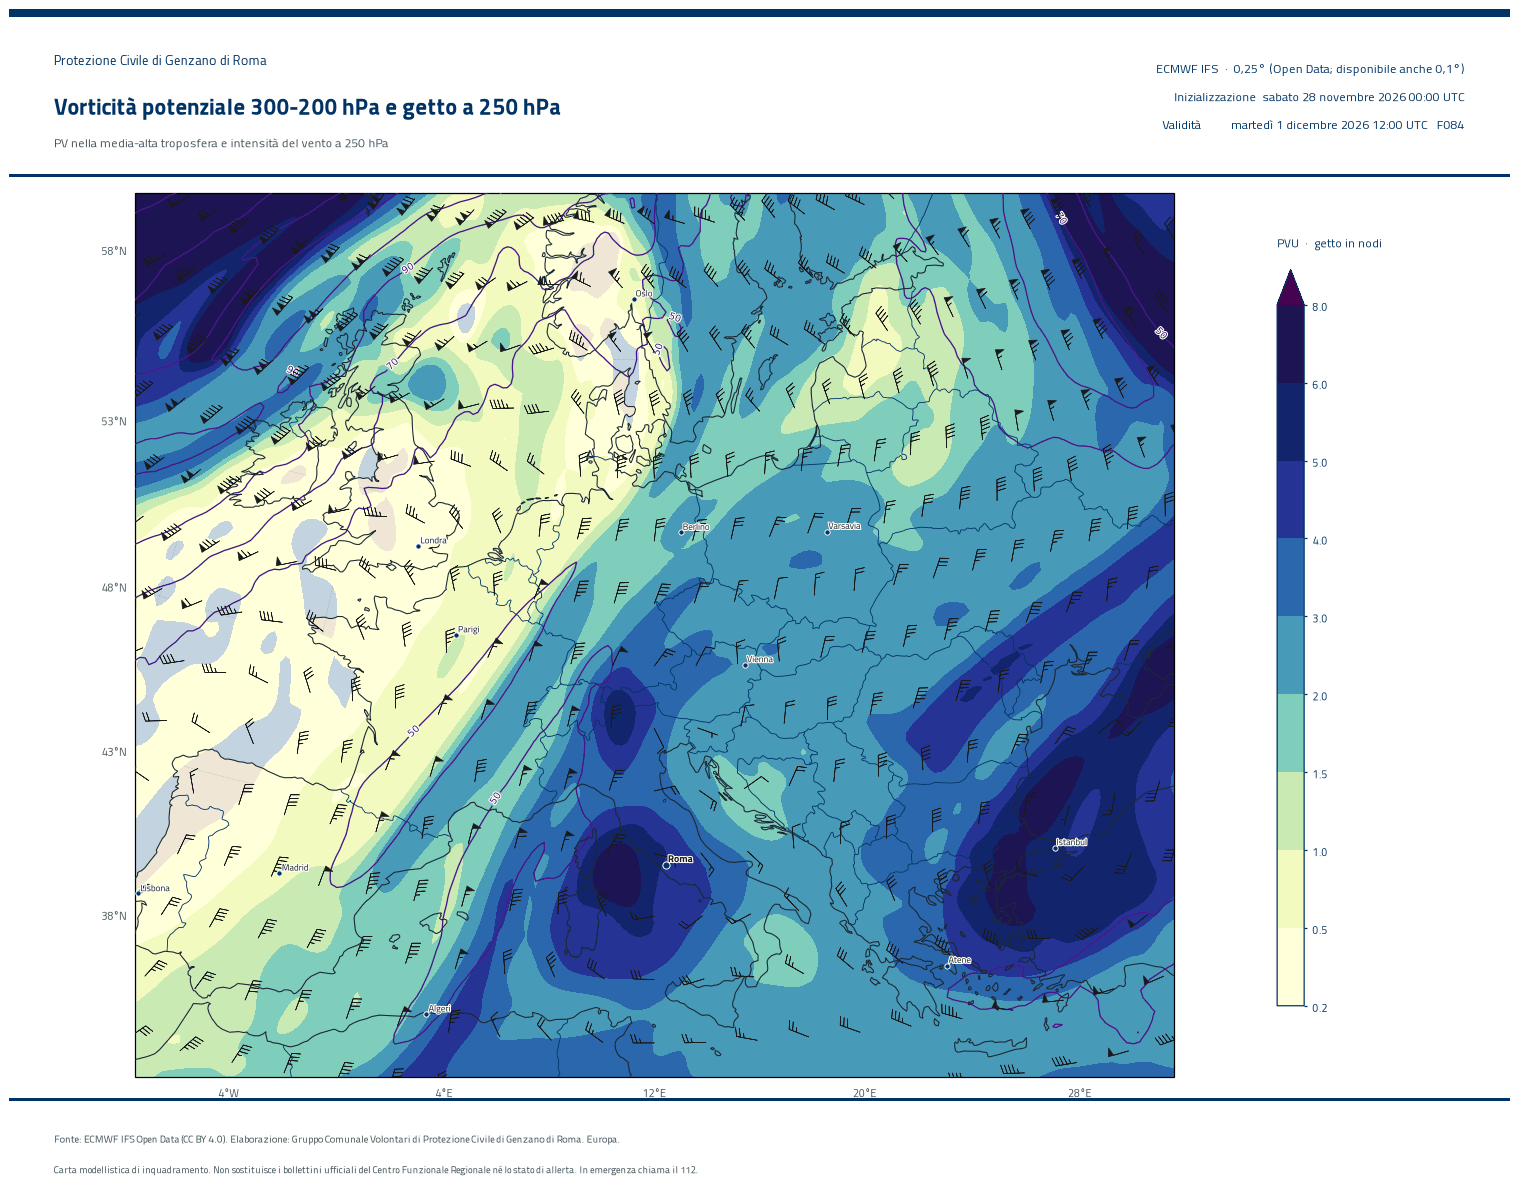 Protezione Civile di Genzano di Roma
Vorticità potenziale 300-200 hPa e getto a 250 hPa
PV nella media-alta troposfera e intensità del vento a 250 hPa
ECMWF IFS · 0,25° (Open Data; disponibile anche 0,1°)
Inizializzazione sabato 28 novembre 2026 00:00 UTC
Validità martedì 1 dicembre 2026 12:00 UTC F084
PVU · getto in nodi
8.0
6.0
5.0
4.0
3.0
2.0
1.5
1.0
0.5
0.2
58°N
53°N
48°N
43°N
38°N
4°W
4°E
12°E
20°E
28°E
90
70
50
50
70
50
50
50
Oslo
Londra
Berlino
Varsavia
Parigi
Vienna
Madrid
Lisbona
Roma
Istanbul
Atene
Algeri
Fonte: ECMWF IFS Open Data (CC BY 4.0). Elaborazione: Gruppo Comunale Volontari di Protezione Civile di Genzano di Roma. Europa.
Carta modellistica di inquadramento. Non sostituisce i bollettini ufficiali del Centro Funzionale Regionale né lo stato di allerta. In emergenza chiama il 112.